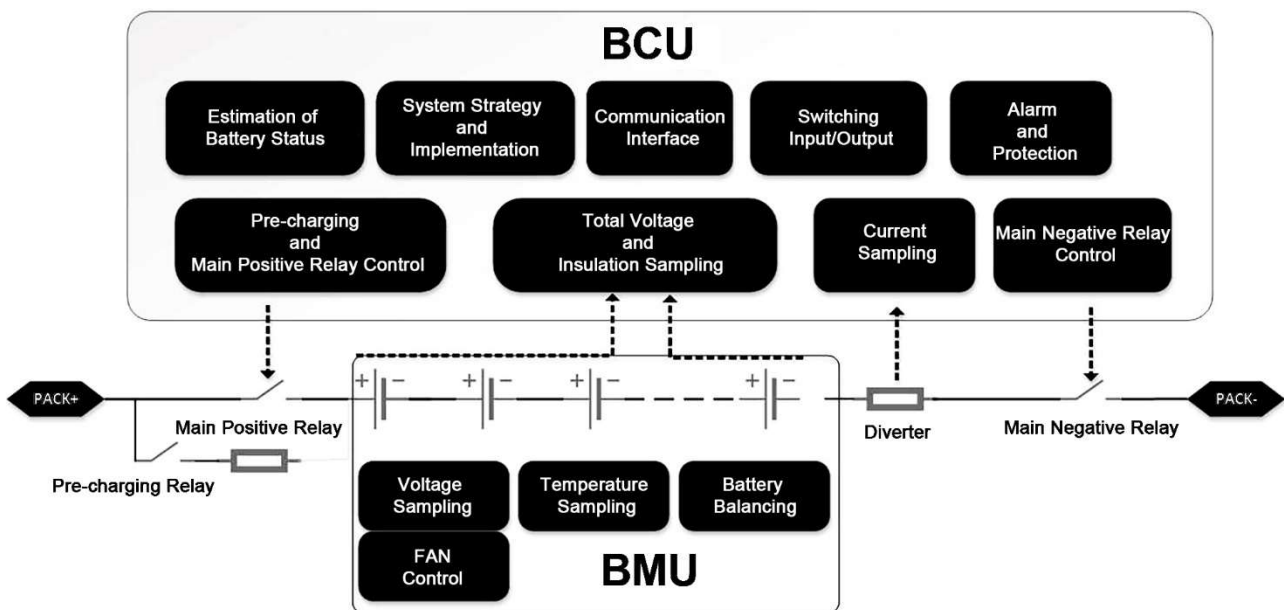 BCU
Estimation of
Battery Status
System Strategy
and
Implementation
Communication
Interface
Switching
Input/Output
Alarm
and
Protection
Pre-charging
and
Main Positive Relay Control
Total Voltage
and
Insulation Sampling
Current
Sampling
Main Negative Relay
Control
PACK+
+ −
+ −
+ −
+ −
PACK-
Main Positive Relay
Diverter
Main Negative Relay
Pre-charging Relay
Voltage
Sampling
Temperature
Sampling
Battery
Balancing
FAN
Control
BMU